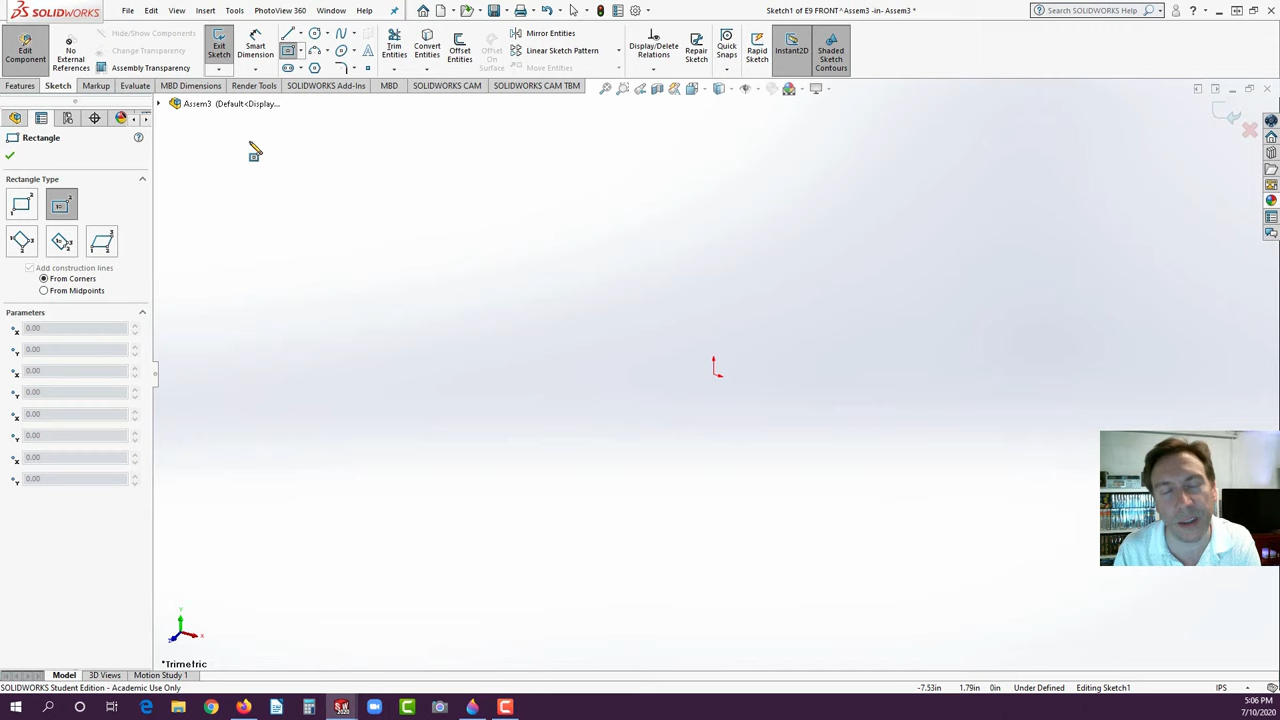 SOLIDWORKS
File Edit View Insert Tools PhotoView 360 Window Help
Sketch1 of E9 FRONT^Assem3 -in- Assem3 *
Search SOLIDWORKS Help
Edit Component
No External References
Hide/Show Components
Change Transparency
Assembly Transparency
Exit Sketch
Smart Dimension
Trim Entities
Convert Entities
Offset Entities
Offset On Surface
Mirror Entities
Linear Sketch Pattern
Move Entities
Display/Delete Relations
Repair Sketch
Quick Snaps
Rapid Sketch
Instant2D
Shaded Sketch Contours
Features Sketch Markup Evaluate MBD Dimensions Render Tools SOLIDWORKS Add-Ins MBD SOLIDWORKS CAM SOLIDWORKS CAM TBM
Assem3 (Default<Display...
Rectangle
Rectangle Type
Add construction lines
From Corners
From Midpoints
Parameters
0.00
0.00
0.00
0.00
0.00
0.00
0.00
0.00
*Trimetric
Model 3D Views Motion Study 1
SOLIDWORKS Student Edition - Academic Use Only
-7.53in 1.79in 0in Under Defined Editing Sketch1 IPS
5:06 PM
7/10/2020